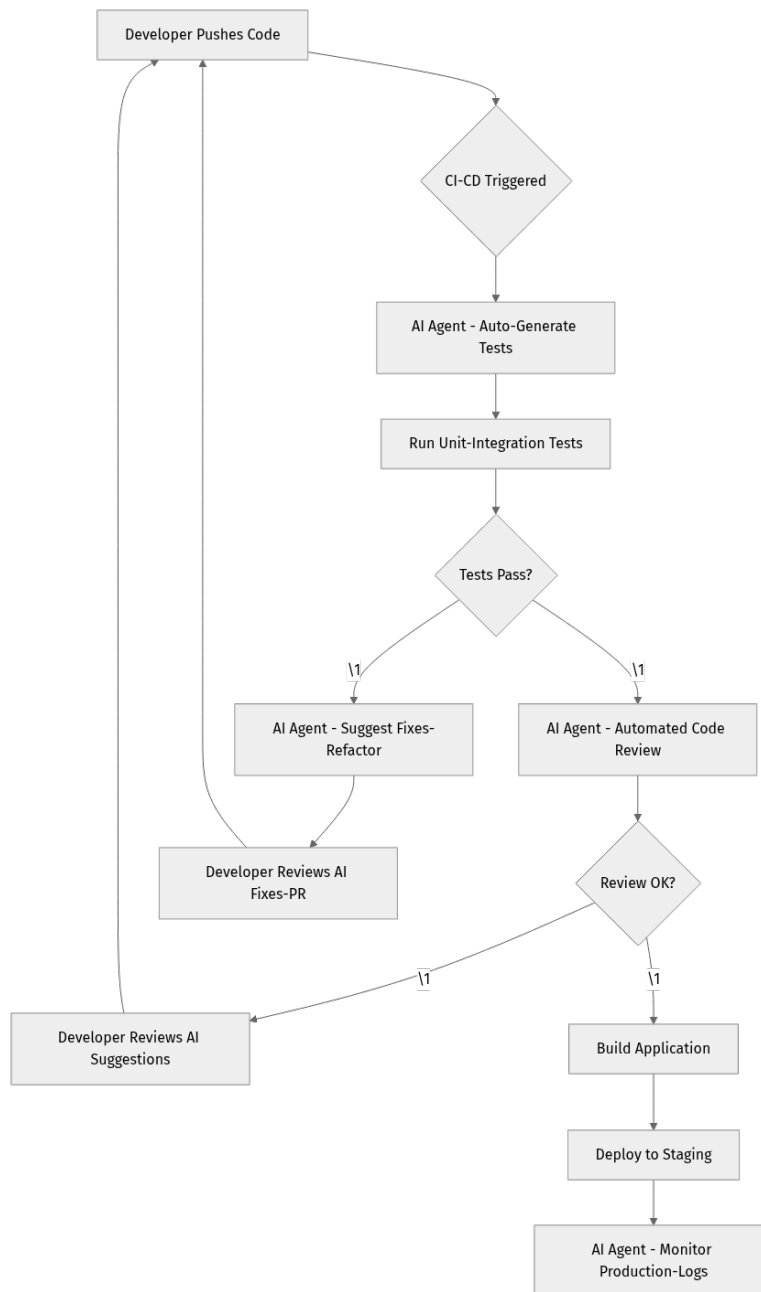 Developer Pushes Code
CI-CD Triggered
AI Agent - Auto-Generate
Tests
Run Unit-Integration Tests
Tests Pass?
\1
\1
AI Agent - Suggest Fixes-
Refactor
AI Agent - Automated Code
Review
Developer Reviews AI
Fixes-PR
Review OK?
\1
\1
Developer Reviews AI
Suggestions
Build Application
Deploy to Staging
AI Agent - Monitor
Production-Logs